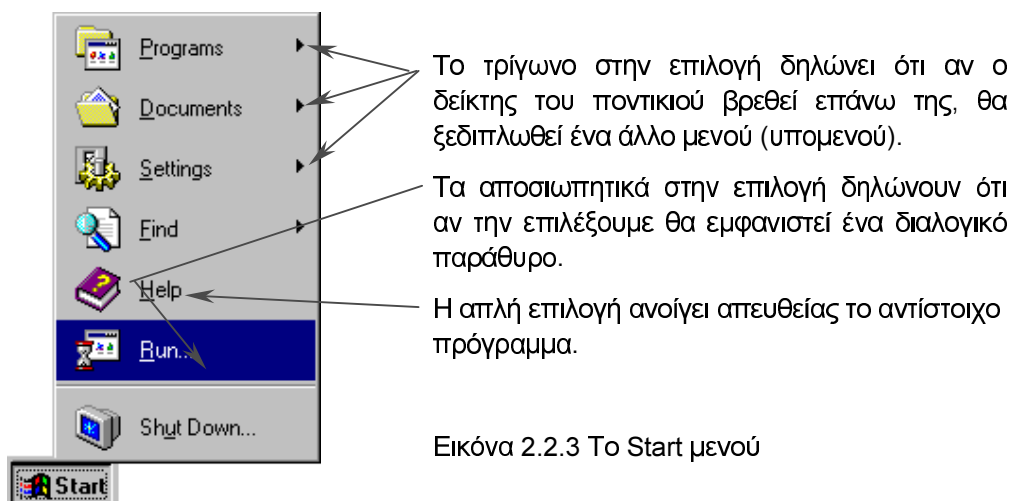 Programs
Documents
Settings
Find
Help
Run...
Shut Down...
Start
Το τρίγωνο στην επιλογή δηλώνει ότι αν ο
δείκτης του ποντικιού βρεθεί επάνω της, θα
ξεδιπλωθεί ένα άλλο μενού (υπομενού).
Τα αποσιωπητικά στην επιλογή δηλώνουν ότι
αν την επιλέξουμε θα εμφανιστεί ένα διαλογικό
παράθυρο.
Η απλή επιλογή ανοίγει απευθείας το αντίστοιχο
πρόγραμμα.
Εικόνα 2.2.3 Το Start μενού